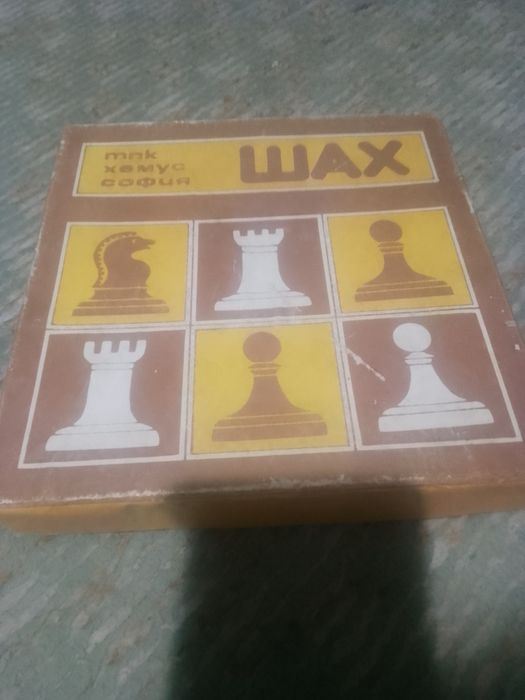 тпк
хемус
софия
ШАХ